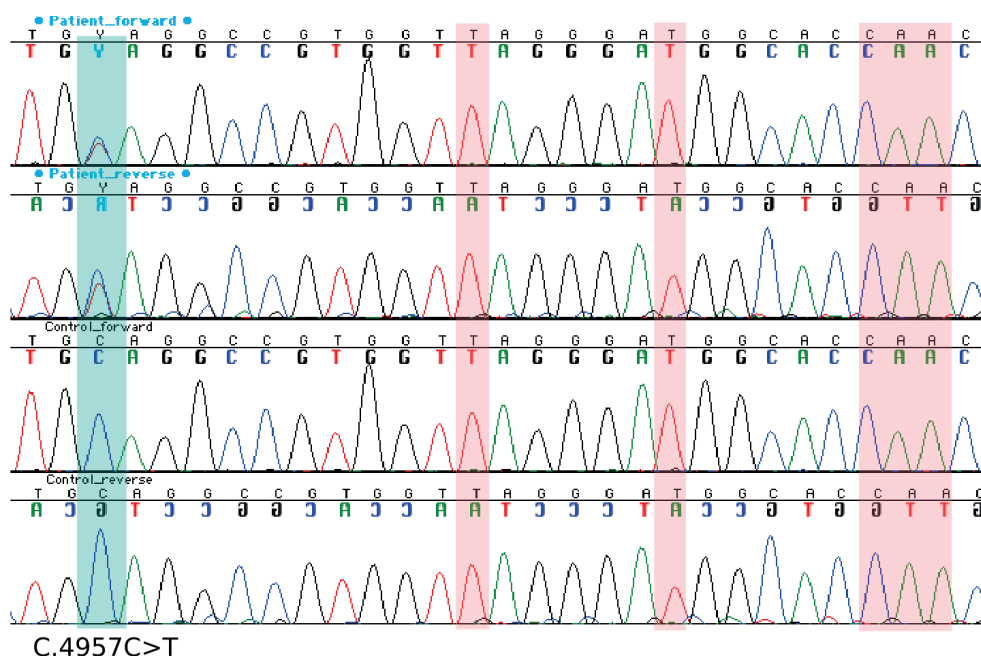 ● Patient_forward ●
T G Y A G G C C G T G G T T A G G G A T G G C A C C A A C
T G Y A G G C C G T G G T T A G G G A T G G C A C C A A C
● Patient_reverse ●
T G Y A G G C C G T G G T T A G G G A T G G C A C C A A C
A C R T C C G G C A C C A A T C C C T A C C G T G G T T G
Control_forward
T G C A G G C C G T G G T T A G G G A T G G C A C C A A C
T G C A G G C C G T G G T T A G G G A T G G C A C C A A C
Control_reverse
T G C A G G C C G T G G T T A G G G A T G G C A C C A A C
A C G T C C G G C A C C A A T C C C T A C C G T G G T T G
C.4957C>T